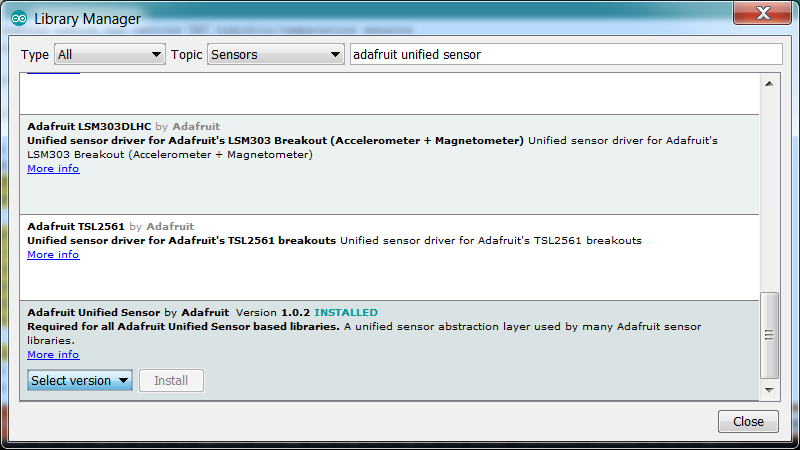 Library Manager
Type All Topic Sensors adafruit unified sensor
Adafruit LSM303DLHC by Adafruit
Unified sensor driver for Adafruit's LSM303 Breakout (Accelerometer + Magnetometer) Unified sensor driver for Adafruit's
LSM303 Breakout (Accelerometer + Magnetometer)
More info
Adafruit TSL2561 by Adafruit
Unified sensor driver for Adafruit's TSL2561 breakouts Unified sensor driver for Adafruit's TSL2561 breakouts
More info
Adafruit Unified Sensor by Adafruit Version 1.0.2 INSTALLED
Required for all Adafruit Unified Sensor based libraries. A unified sensor abstraction layer used by many Adafruit sensor
libraries.
More info
Select version Install
Close